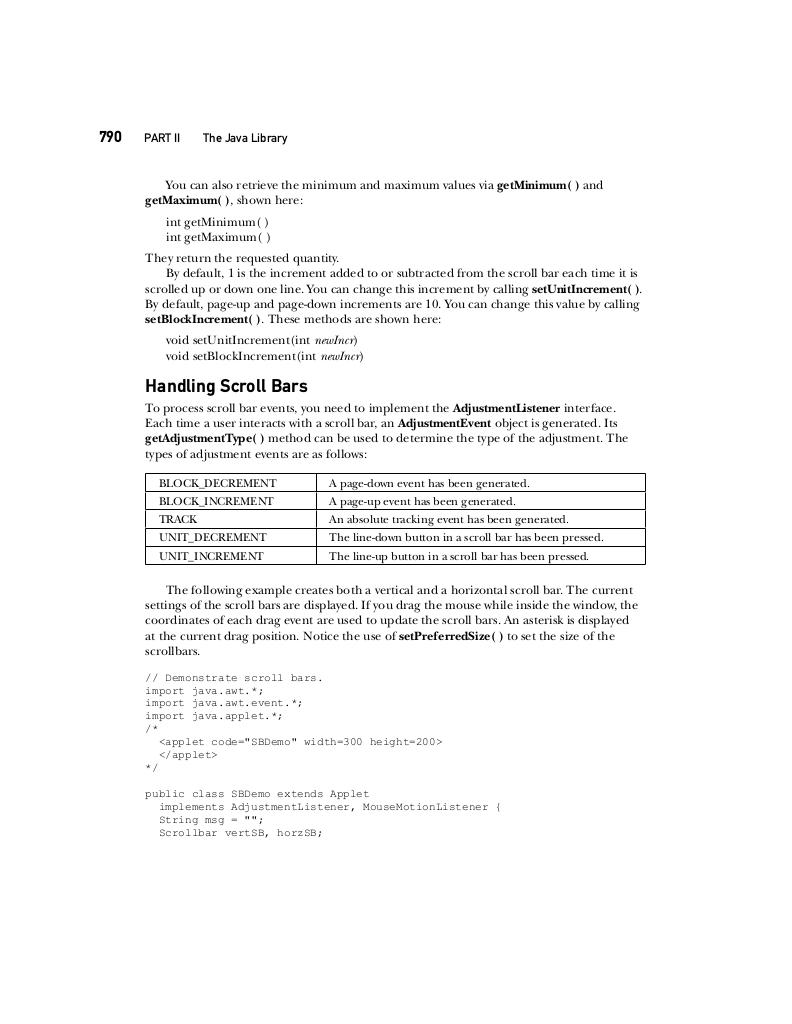 790 PART II The Java Library
You can also retrieve the minimum and maximum values via getMinimum( ) and
getMaximum( ), shown here:
int getMinimum( )
int getMaximum( )
They return the requested quantity.
By default, 1 is the increment added to or subtracted from the scroll bar each time it is
scrolled up or down one line. You can change this increment by calling setUnitIncrement( ).
By default, page-up and page-down increments are 10. You can change this value by calling
setBlockIncrement( ). These methods are shown here:
void setUnitIncrement(int newIncr)
void setBlockIncrement(int newIncr)
Handling Scroll Bars
To process scroll bar events, you need to implement the AdjustmentListener interface.
Each time a user interacts with a scroll bar, an AdjustmentEvent object is generated. Its
getAdjustmentType( ) method can be used to determine the type of the adjustment. The
types of adjustment events are as follows:
BLOCK_DECREMENT A page-down event has been generated.
BLOCK_INCREMENT A page-up event has been generated.
TRACK An absolute tracking event has been generated.
UNIT_DECREMENT The line-down button in a scroll bar has been pressed.
UNIT_INCREMENT The line-up button in a scroll bar has been pressed.
The following example creates both a vertical and a horizontal scroll bar. The current
settings of the scroll bars are displayed. If you drag the mouse while inside the window, the
coordinates of each drag event are used to update the scroll bars. An asterisk is displayed
at the current drag position. Notice the use of setPreferredSize( ) to set the size of the
scrollbars.
// Demonstrate scroll bars.
import java.awt.*;
import java.awt.event.*;
import java.applet.*;
/*
<applet code="SBDemo" width=300 height=200>
</applet>
*/
public class SBDemo extends Applet
implements AdjustmentListener, MouseMotionListener {
String msg = "";
Scrollbar vertSB, horzSB;